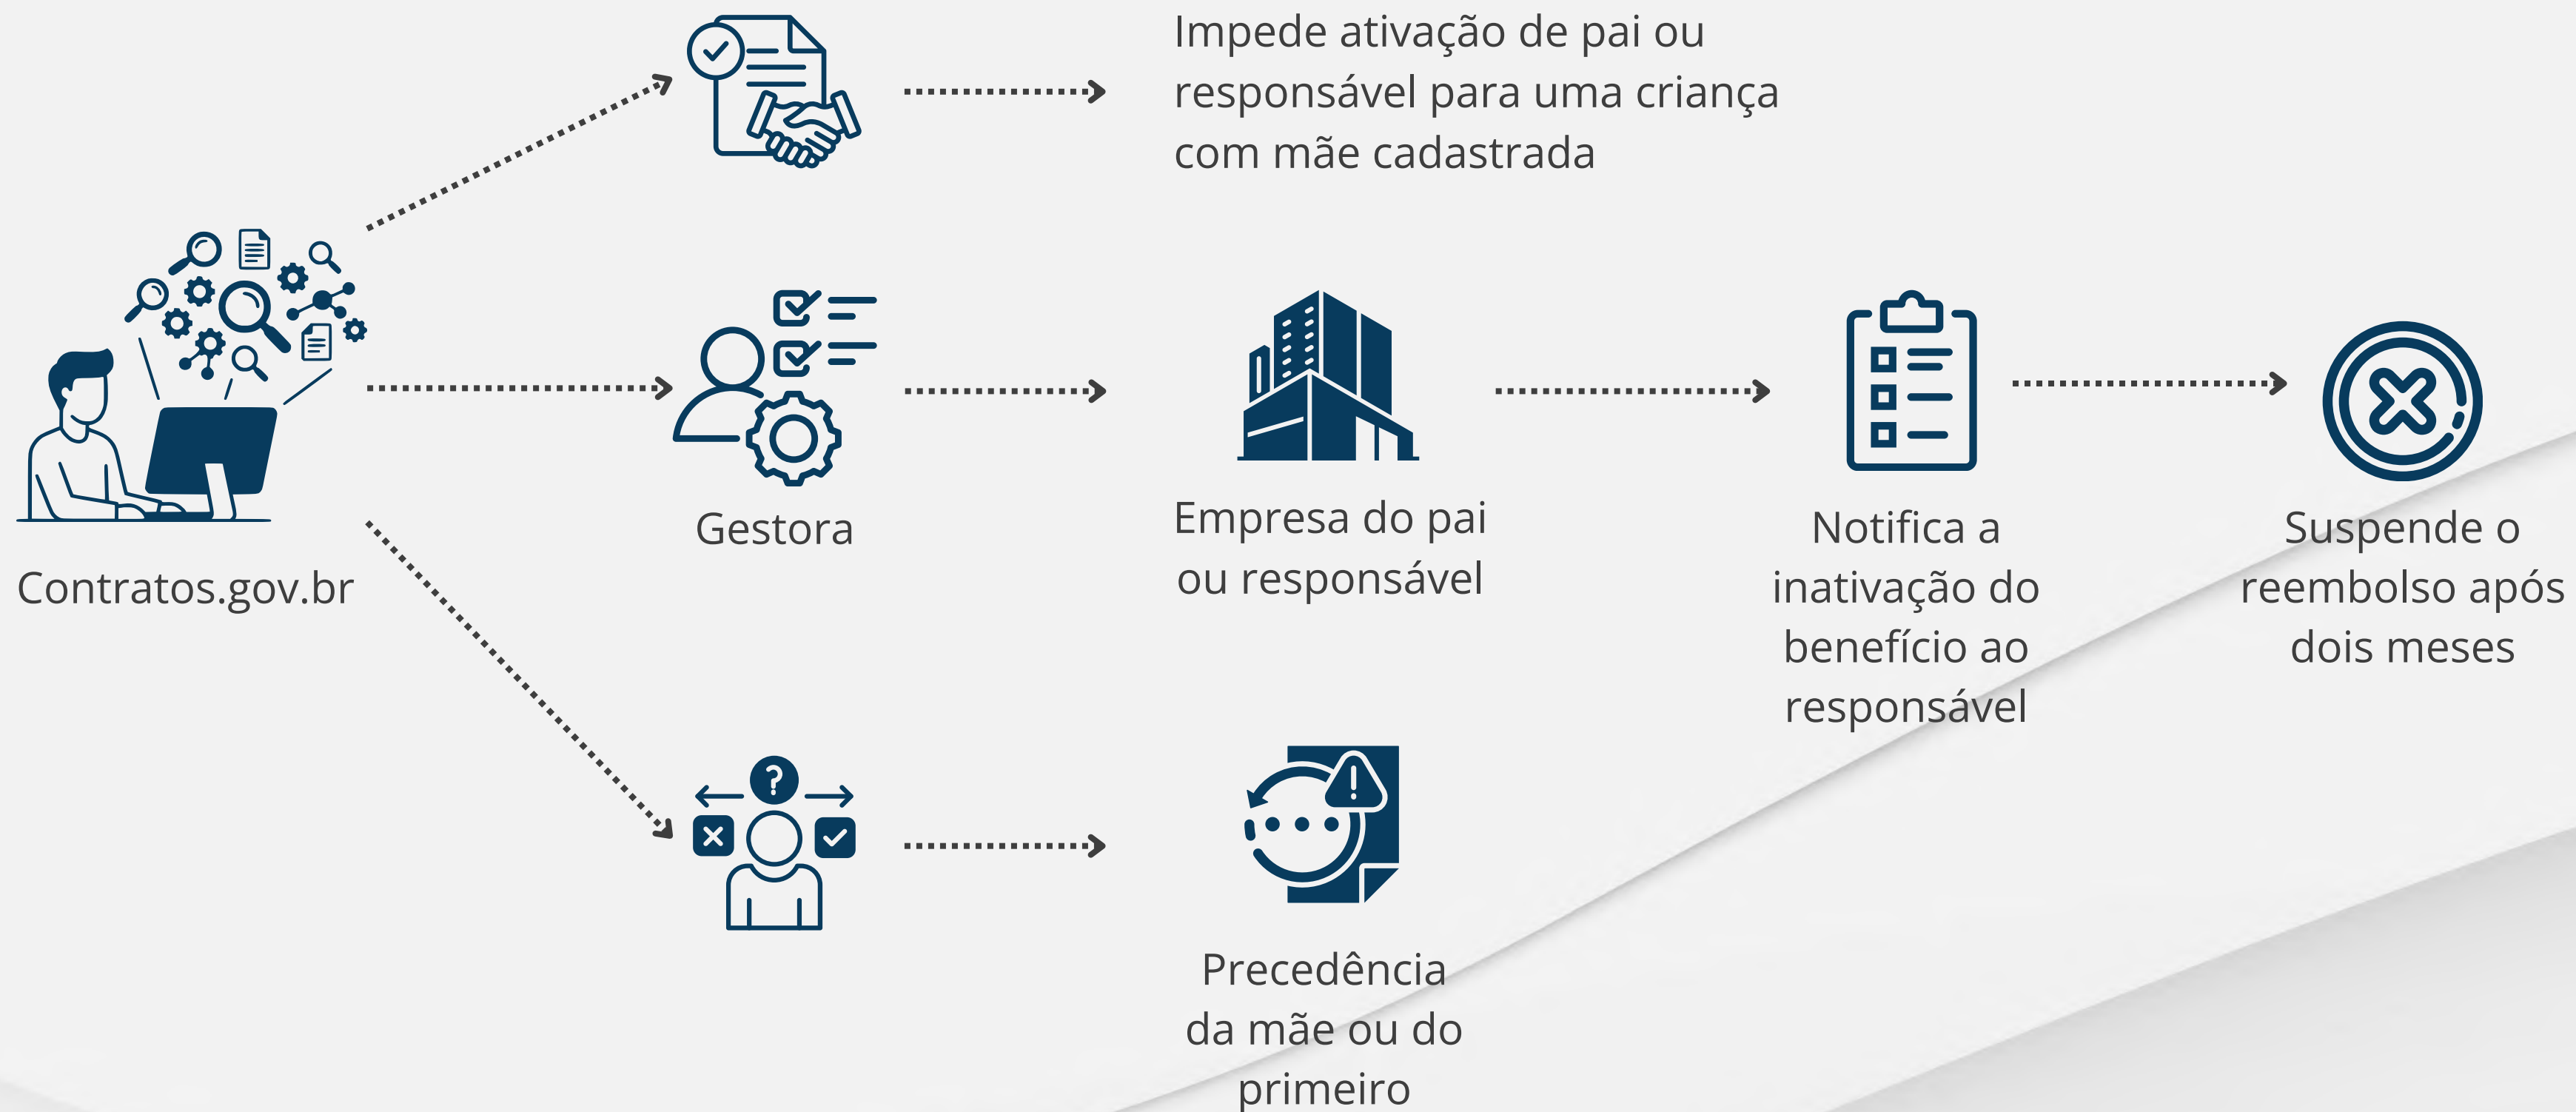 Impede ativação de pai ou
responsável para uma criança
com mãe cadastrada
Contratos.gov.br
Gestora
Empresa do pai
ou responsável
Notifica a
inativação do
benefício ao
responsável
Suspende o
reembolso após
dois meses
?
Precedência
da mãe ou do
primeiro